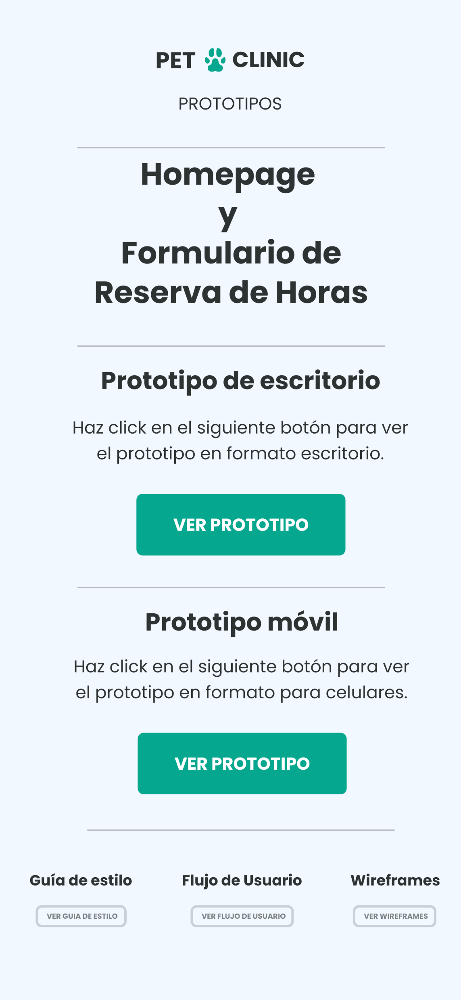 PET CLINIC
PROTOTIPOS
Homepage
y
Formulario de
Reserva de Horas
Prototipo de escritorio
Haz click en el siguiente botón para ver
el prototipo en formato escritorio.
VER PROTOTIPO
Prototipo móvil
Haz click en el siguiente botón para ver
el prototipo en formato para celulares.
VER PROTOTIPO
Guía de estilo
VER GUIA DE ESTILO
Flujo de Usuario
VER FLUJO DE USUARIO
Wireframes
VER WIREFRAMES